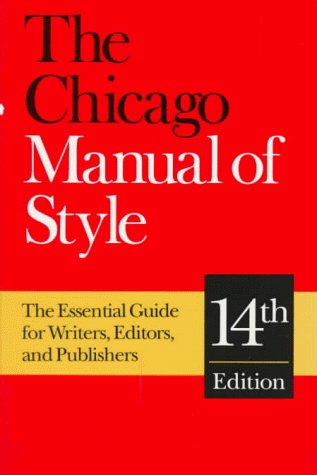 The
Chicago
Manual of
Style
The Essential Guide
for Writers, Editors,
and Publishers
14th
Edition